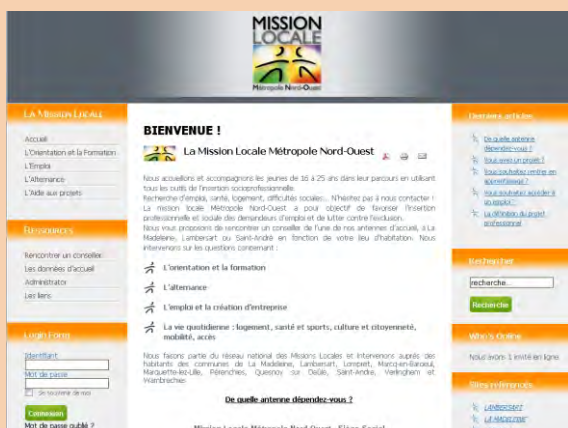 MISSION
LOCALE
Métropole Nord-Ouest
LA MISSION LOCALE
Accueil
L'Orientation et la Formation
L'Emploi
L'Alternance
L'Aide aux projets
RESSOURCES
Rencontrer un conseiller
Les données d'accueil
Administrator
Les liens
LOGIN FORM
Identifiant
Mot de passe
Se souvenir de moi
Connexion
Mot de passe oublié ?
BIENVENUE !
La Mission Locale Métropole Nord-Ouest
Nous accueillons et accompagnons les jeunes de 16 à 25 ans dans leur parcours en utilisant
tous les outils de l'insertion socioprofessionnelle.
Recherche d'emploi, santé, logement, difficultés sociales... N'hésitez pas à nous contacter !
La mission locale Métropole Nord-Ouest a pour objectif de favoriser l'insertion
professionnelle et sociale des demandeurs d'emploi et de lutter contre l'exclusion.
Nous vous proposons de rencontrer un conseiller de l'une de nos antennes d'accueil, à La
Madeleine, Lambersart ou Saint-André en fonction de votre lieu d'habitation. Nous
intervenons sur les questions concernant :
L'orientation et la formation
L'alternance
L'emploi et la création d'entreprise
La vie quotidienne : logement, santé et sports, culture et citoyenneté,
mobilité, accès
Nous faisons partie du réseau national des Missions Locales et intervenons auprès des
habitants des communes de La Madeleine, Lambersart, Lompret, Marcq-en-Baroeul,
Marquette-lez-Lille, Pérenchies, Quesnoy sur Deûle, Saint-André, Verlinghem et
Wambrechies
De quelle antenne dépendez-vous ?
Mission Locale Métropole Nord Ouest - Siège Social
Derniers articles
De quelle antenne
dépendez-vous ?
Vous avez un projet ?
Vous souhaitez rentrer en
apprentissage ?
Vous souhaitez accéder à
un emploi ?
La définition du projet
professionnel
Rechercher
recherche...
Recherche
Who's Online
Nous avons 1 invité en ligne
Sites référencés
LAMBERSART
LA MADELEINE